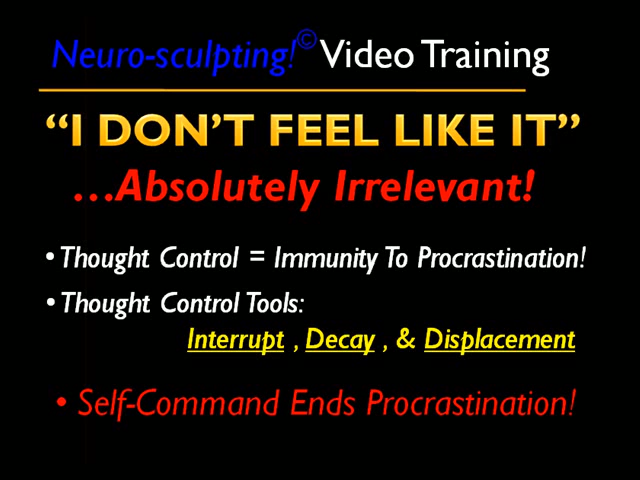 Neuro-sculpting!© Video Training
“I DON’T FEEL LIKE IT”
…Absolutely Irrelevant!
• Thought Control = Immunity To Procrastination!
• Thought Control Tools:
Interrupt , Decay , & Displacement
• Self-Command Ends Procrastination!